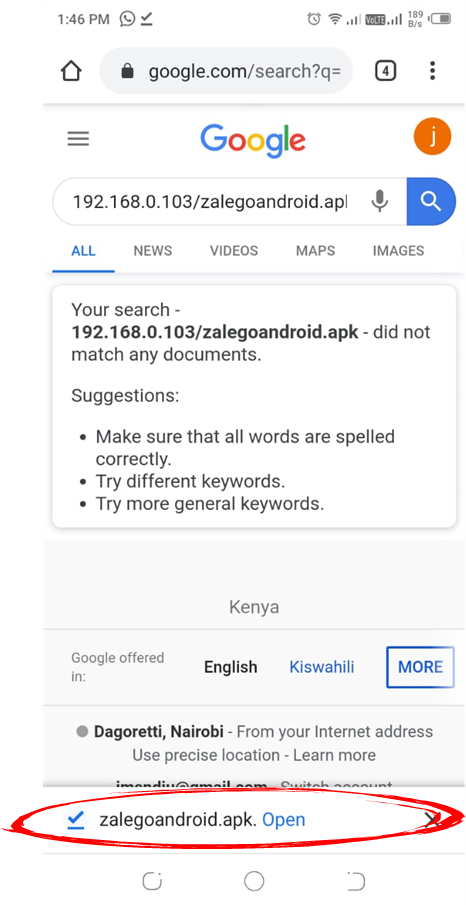 1:46 PM VoLTE 189 B/s
google.com/search?q= 4
Google j
192.168.0.103/zalegoandroid.apk
ALL NEWS VIDEOS MAPS IMAGES
Your search -
192.168.0.103/zalegoandroid.apk - did not
match any documents.
Suggestions:
• Make sure that all words are spelled
correctly.
• Try different keywords.
• Try more general keywords.
Kenya
Google offered
in:
English Kiswahili MORE
Dagoretti, Nairobi - From your Internet address
Use precise location - Learn more
imendiu@gmail.com - Switch account
zalegoandroid.apk. Open